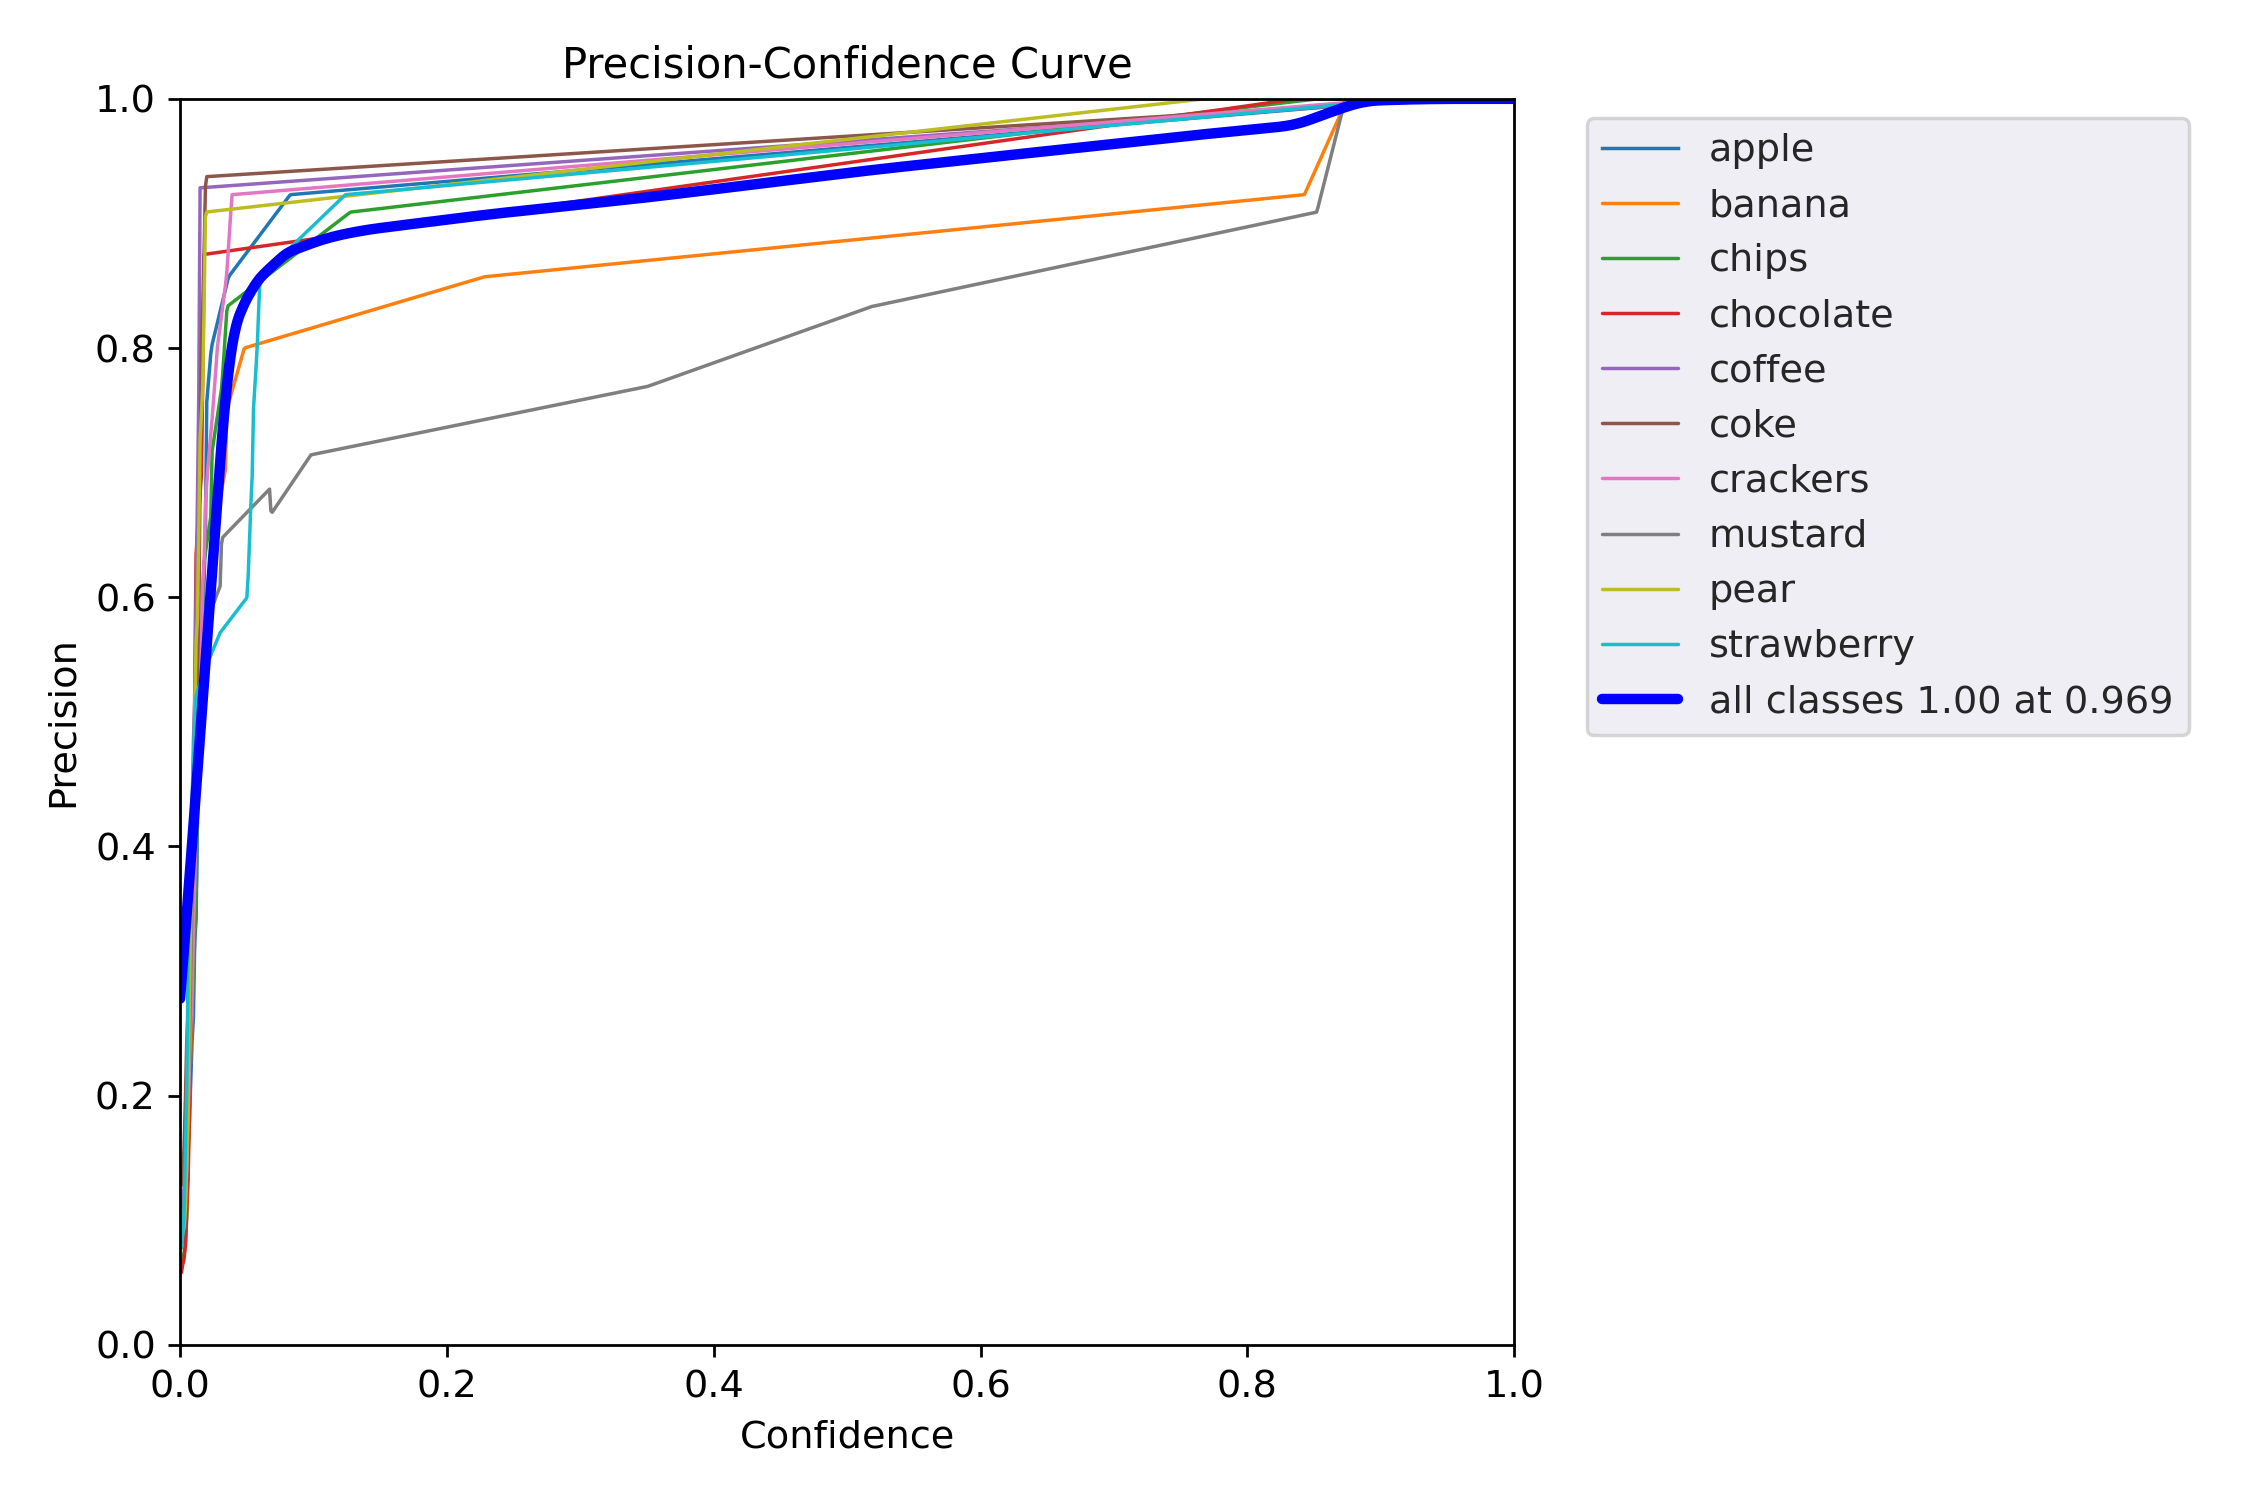 Precision-Confidence Curve
1.0
0.8
0.6
0.4
0.2
0.0
Precision
0.0 0.2 0.4 0.6 0.8 1.0
Confidence
apple
banana
chips
chocolate
coffee
coke
crackers
mustard
pear
strawberry
all classes 1.00 at 0.969